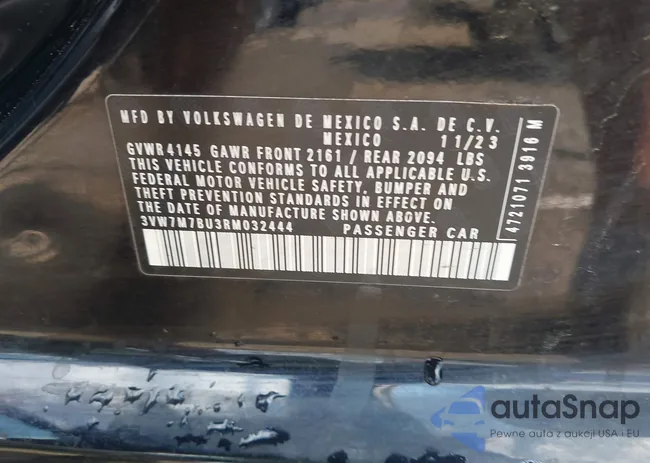 MFD BY VOLKSWAGEN DE MEXICO S.A. DE C.V.
MEXICO 11/23
GVWR 4145 GAWR FRONT 2161 / REAR 2094 LBS
THIS VEHICLE CONFORMS TO ALL APPLICABLE U.S.
FEDERAL MOTOR VEHICLE SAFETY, BUMPER AND
THEFT PREVENTION STANDARDS IN EFFECT ON
THE DATE OF MANUFACTURE SHOWN ABOVE.
3VW7M7BU3RM032444 PASSENGER CAR
47210713916 M
autaSnap
Pewne auta z aukcji USA i EU